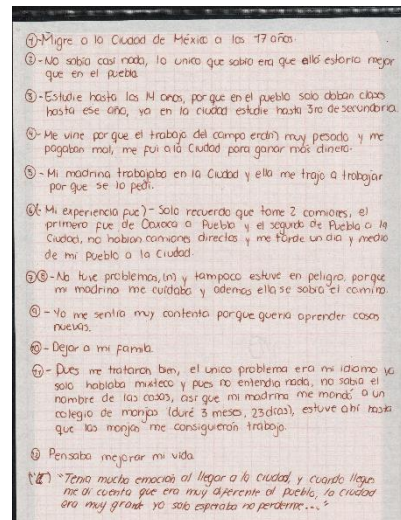 ①-Migre a la Ciudad de México a los 17 años.
②-No sabía casi nada, lo unico que sabía era que allá estaría mejor
que en el pueblo.
③-Estudie hasta los 14 anos, porque en el pueblo solo daban clases
hasta ese año, ya en la ciudad estudie hasta 3ro de secundaria.
④-Me vine porque el trabajo del campo era muy pesado y me
pagaban mal, me fui a la Ciudad para ganar más dinero.
⑤-Mi madrina trabajaba en la Ciudad y ella me trajo a trabajar
por que se lo pedí.
⑥(Mi experiencia fue)-Solo recuerdo que tome 2 camiones, el
primero fue de Oaxaca a Puebla y el segundo de Puebla a la
Ciudad, no habían camiones directos y me tarde un dia y medio
de mi pueblo a la Ciudad.
⑦⑧-No tuve problemas, y tampoco estuve en peligro, porque
mi madrina me cuidaba y ademas ella se sabia el camino.
⑨-Yo me sentía muy contenta porque quería aprender cosas
nuevas.
⑩-Dejar a mi familia.
⑪-Pues me trataron bien, el unico problema era mi idioma yo
solo hablaba mixteco y pues no entendía nada, no sabía el
nombre de las cosas, asi que mi madrina me mandó a un
colegio de monjas (duré 3 meses, 23 días), estuve ahí hasta
que las monjas me consiguieron trabajo.
⑫ Pensaba mejorar mi vida
"Tenía mucha emoción al llegar a la ciudad, y cuando llegue
me di cuenta que era muy diferente al pueblo, la ciudad
era muy grande yo solo esperaba no perderme..."